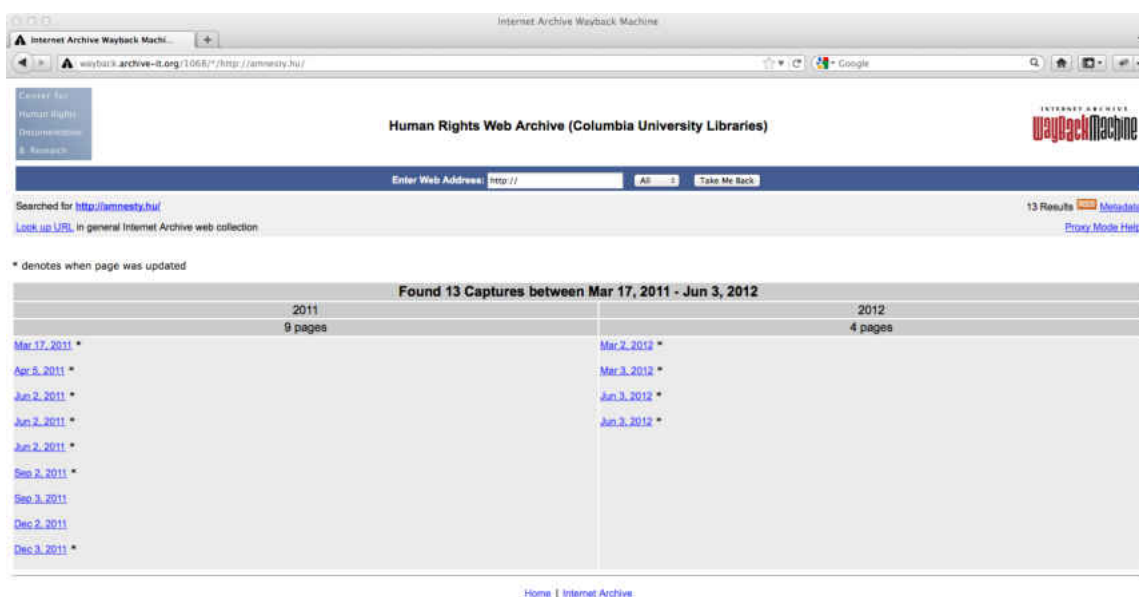 Internet Archive Wayback Machine
Internet Archive Wayback Machi... +
wayback.archive-it.org/1068/*/http://amnesty.hu/
Google
Center for
Human Rights
Documentation
& Research
Human Rights Web Archive (Columbia University Libraries)
INTERNET ARCHIVE
WayBackMachine
Enter Web Address: http:// All Take Me Back
Searched for http://amnesty.hu/
13 Results RSS Metadata
Look up URL in general Internet Archive web collection
Proxy Mode Help
* denotes when page was updated
Found 13 Captures between Mar 17, 2011 - Jun 3, 2012
2011 2012
9 pages 4 pages
Mar 17, 2011 * Mar 2, 2012 *
Apr 5, 2011 * Mar 3, 2012 *
Jun 2, 2011 * Jun 3, 2012 *
Jun 2, 2011 * Jun 3, 2012 *
Jun 2, 2011 *
Sep 2, 2011 *
Sep 3, 2011
Dec 2, 2011
Dec 3, 2011 *
Home | Internet Archive